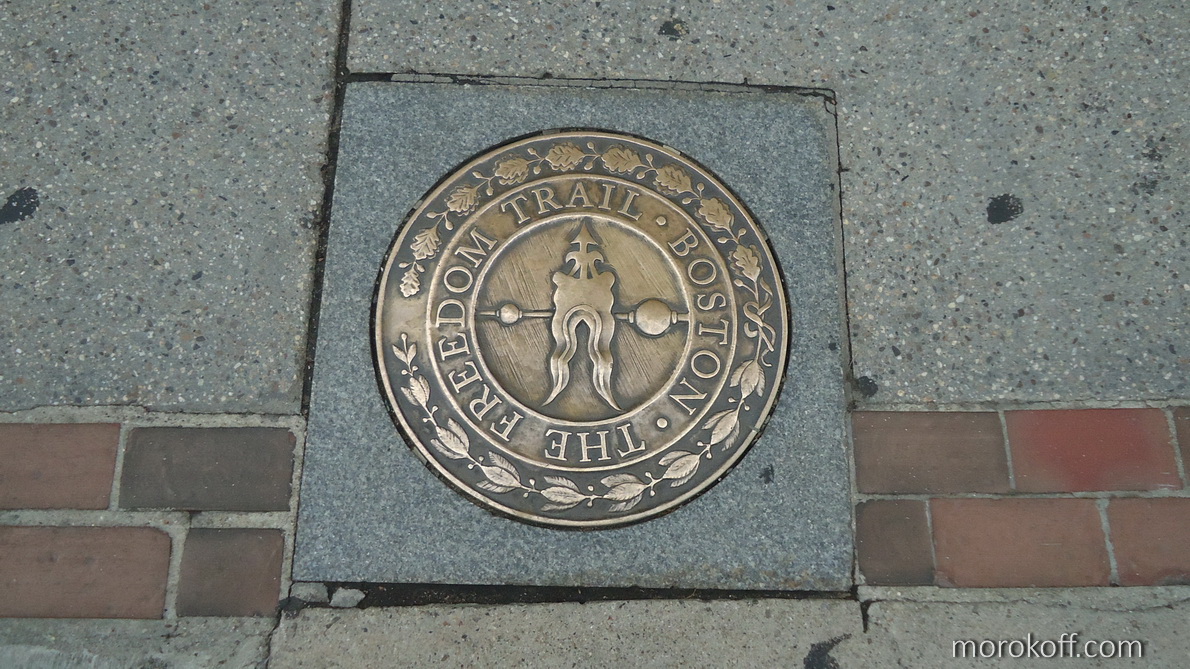 THE FREEDOM TRAIL · BOSTON ·
morokoff.com